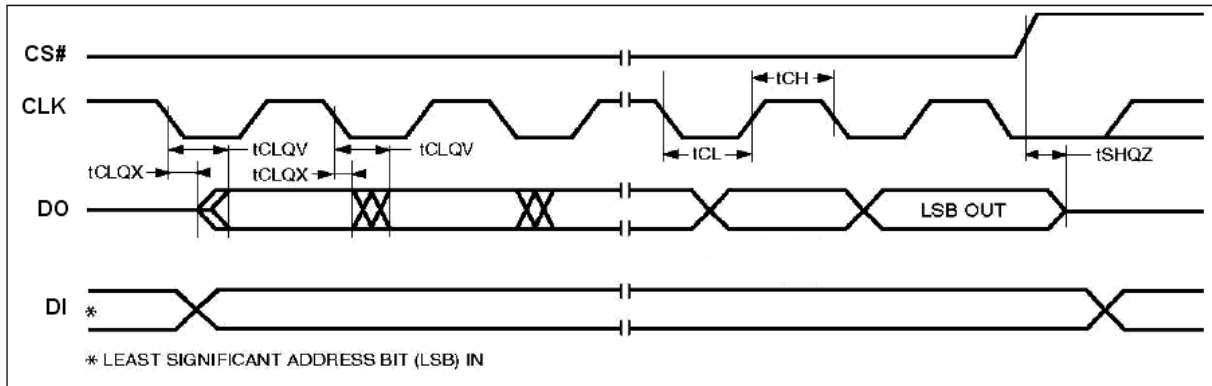 CS#
CLK
tCH
tCL
tCLQV
tCLQV
tCLQX
tCLQX
tSHQZ
DO
LSB OUT
DI
*
* LEAST SIGNIFICANT ADDRESS BIT (LSB) IN